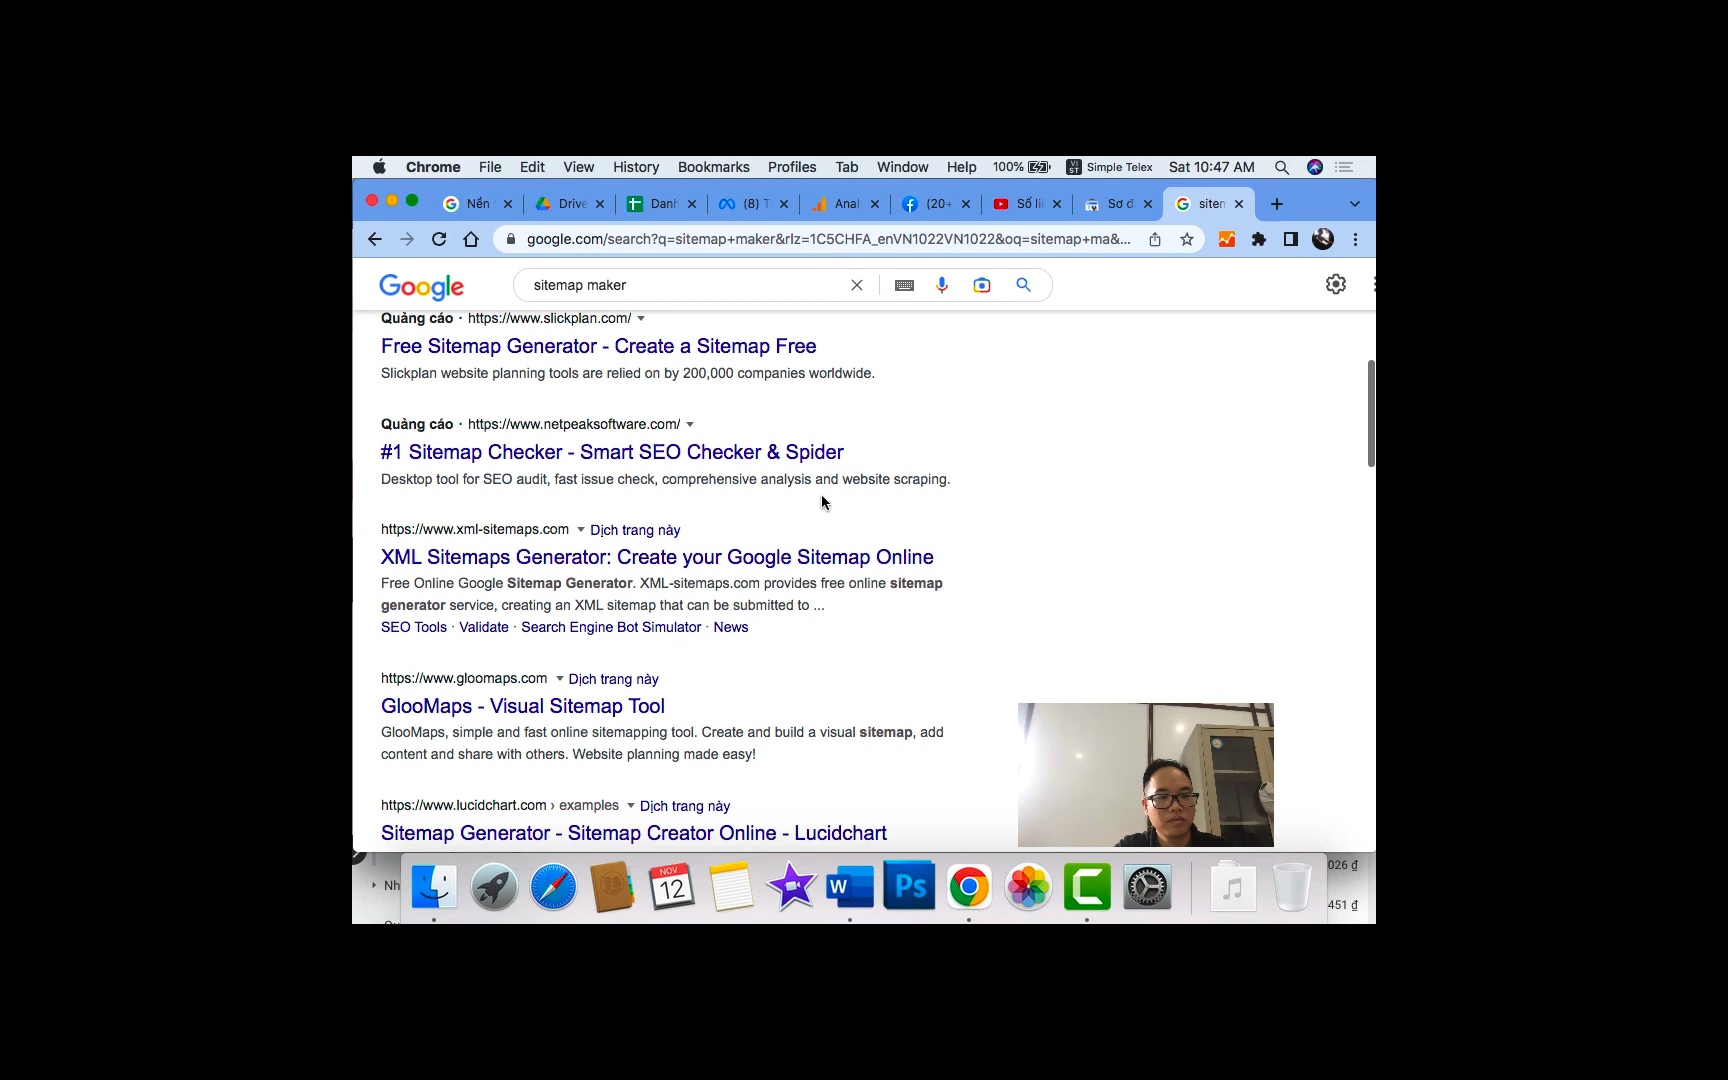 Chrome File Edit View History Bookmarks Profiles Tab Window Help 100% VI ST Simple Telex Sat 10:47 AM
Nền Drive Danh (8) T Anal (20+ Số li Sơ đ sitem
google.com/search?q=sitemap+maker&rlz=1C5CHFA_enVN1022VN1022&oq=sitemap+ma&...
Google sitemap maker
Quảng cáo · https://www.slickplan.com/
Free Sitemap Generator - Create a Sitemap Free
Slickplan website planning tools are relied on by 200,000 companies worldwide.
Quảng cáo · https://www.netpeaksoftware.com/
#1 Sitemap Checker - Smart SEO Checker & Spider
Desktop tool for SEO audit, fast issue check, comprehensive analysis and website scraping.
https://www.xml-sitemaps.com Dịch trang này
XML Sitemaps Generator: Create your Google Sitemap Online
Free Online Google Sitemap Generator. XML-sitemaps.com provides free online sitemap
generator service, creating an XML sitemap that can be submitted to ...
SEO Tools · Validate · Search Engine Bot Simulator · News
https://www.gloomaps.com Dịch trang này
GlooMaps - Visual Sitemap Tool
GlooMaps, simple and fast online sitemapping tool. Create and build a visual sitemap, add
content and share with others. Website planning made easy!
https://www.lucidchart.com › examples Dịch trang này
Sitemap Generator - Sitemap Creator Online - Lucidchart
026 đ
Nh
NOV
12
W
Ps
451 đ